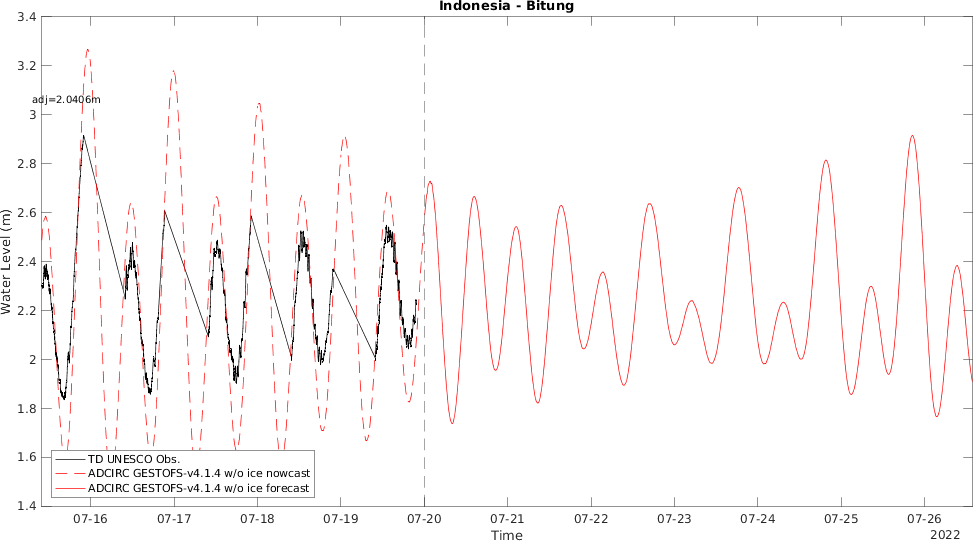 Indonesia - Bitung
3.4
3.2
3
2.8
2.6
2.4
2.2
2
1.8
1.6
1.4
Water Level (m)
adj=2.0406m
TD UNESCO Obs.
ADCIRC GESTOFS-v4.1.4 w/o ice nowcast
ADCIRC GESTOFS-v4.1.4 w/o ice forecast
07-16 07-17 07-18 07-19 07-20 07-21 07-22 07-23 07-24 07-25 07-26
Time
2022